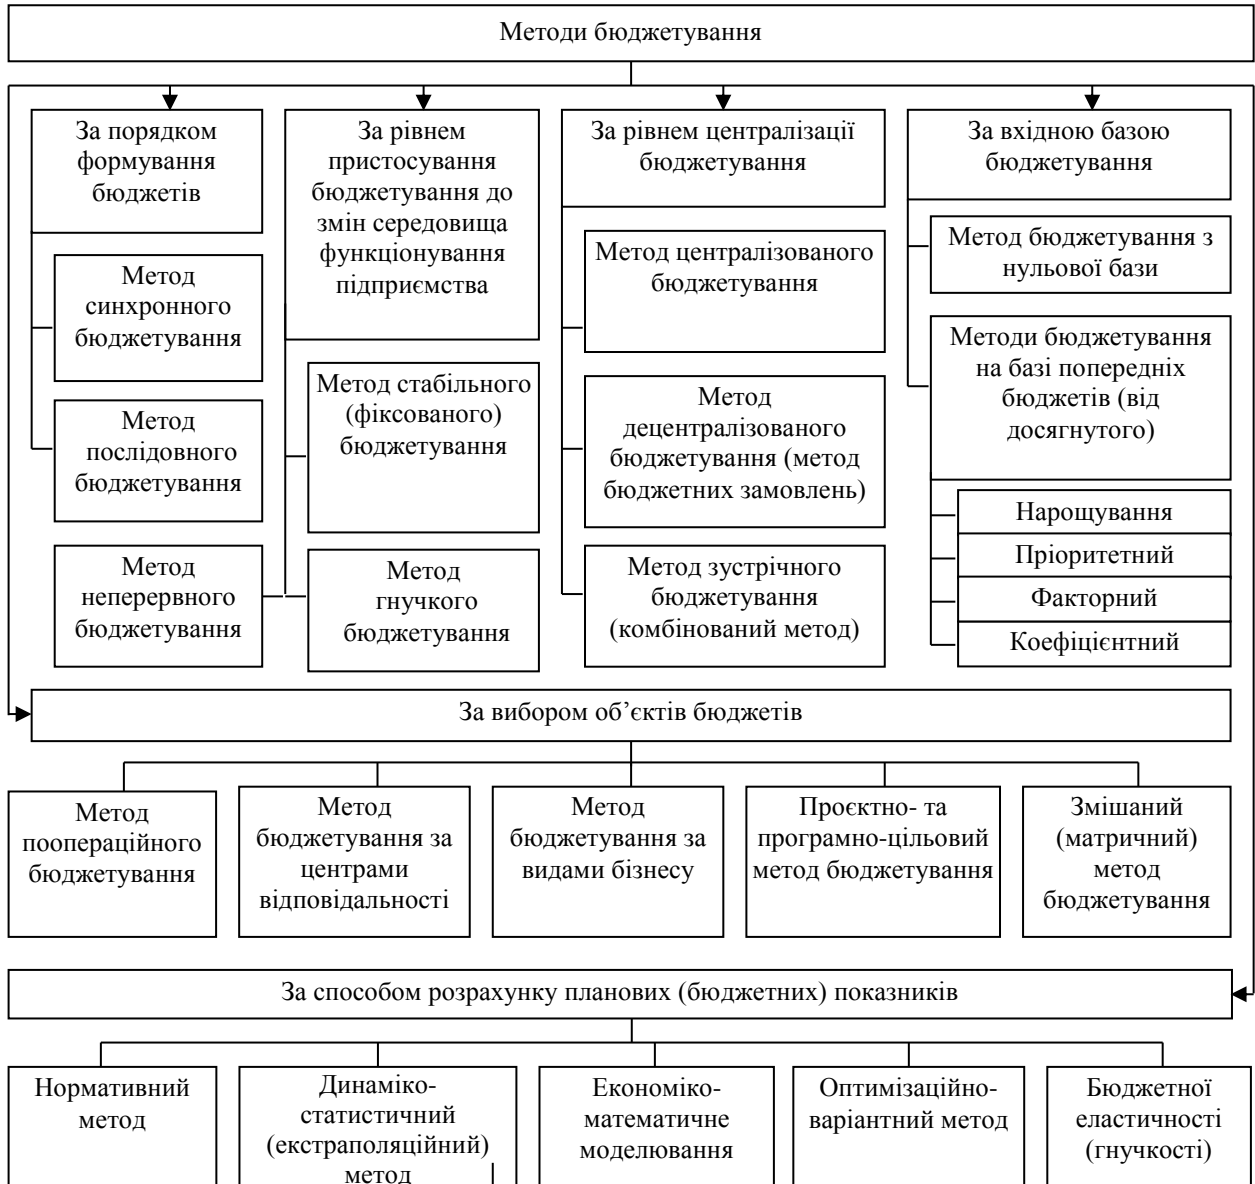 Методи бюджетування
За порядком
формування
бюджетів
Метод
синхронного
бюджетування
Метод
послідовного
бюджетування
Метод
неперервного
бюджетування
За рівнем
пристосування
бюджетування до
змін середовища
функціонування
підприємства
Метод стабільного
(фіксованого)
бюджетування
Метод
гнучкого
бюджетування
За рівнем централізації
бюджетування
Метод централізованого
бюджетування
Метод
децентралізованого
бюджетування (метод
бюджетних замовлень)
Метод зустрічного
бюджетування
(комбінований метод)
За вхідною базою
бюджетування
Метод бюджетування з
нульової бази
Методи бюджетування
на базі попередніх
бюджетів (від
досягнутого)
Нарощування
Пріоритетний
Факторний
Коефіцієнтний
За вибором об’єктів бюджетів
Метод
поопераційного
бюджетування
Метод
бюджетування за
центрами
відповідальності
Метод
бюджетування за
видами бізнесу
Проєктно- та
програмно-цільовий
метод бюджетування
Змішаний
(матричний)
метод
бюджетування
За способом розрахунку планових (бюджетних) показників
Нормативний
метод
Динаміко-
статистичний
(екстраполяційний)
метод
Економіко-
математичне
моделювання
Оптимізаційно-
варіантний метод
Бюджетної
еластичності
(гнучкості)